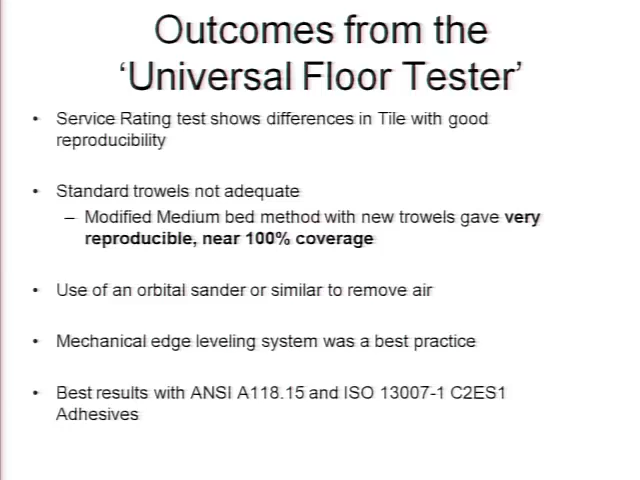 Outcomes from the
‘Universal Floor Tester’
• Service Rating test shows differences in Tile with good
reproducibility
• Standard trowels not adequate
– Modified Medium bed method with new trowels gave very
reproducible, near 100% coverage
• Use of an orbital sander or similar to remove air
• Mechanical edge leveling system was a best practice
• Best results with ANSI A118.15 and ISO 13007-1 C2ES1
Adhesives